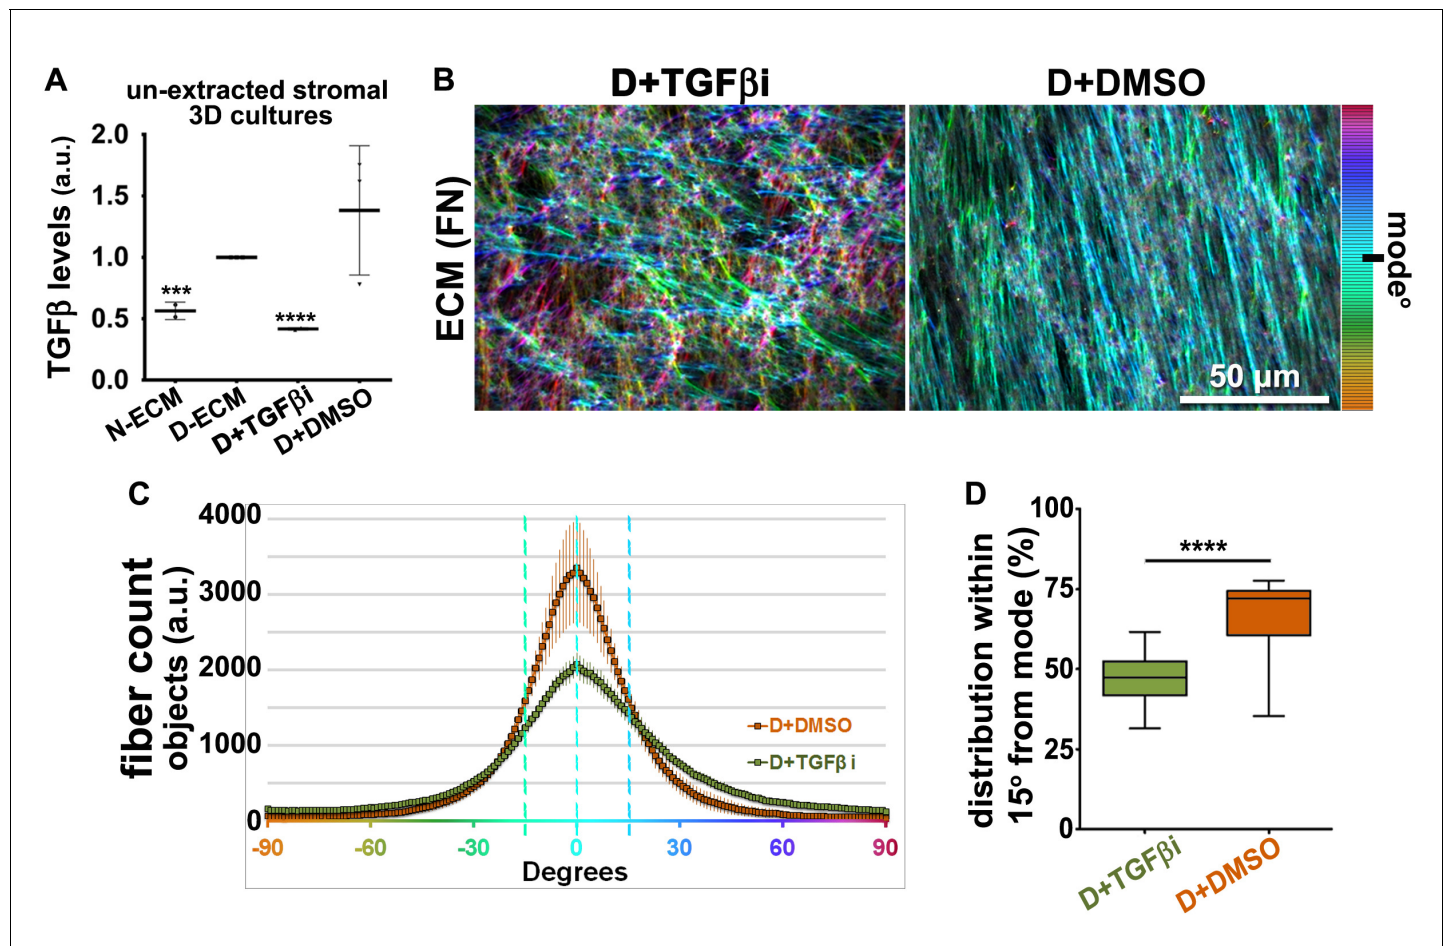 A
un-extracted stromal
3D cultures
TGFβ levels (a.u.)
2.0
1.5
1.0
0.5
0.0
***
****
N-ECM
D-ECM
D+TGFβi
D+DMSO
B
D+TGFβi
D+DMSO
ECM (FN)
50 µm
mode°
C
fiber count
objects (a.u.)
4000
3000
2000
1000
0
D+DMSO
D+TGFβ i
-90
-60
-30
0
30
60
90
Degrees
D
distribution within
15° from mode (%)
100
75
50
25
0
****
D+TGFβi
D+DMSO